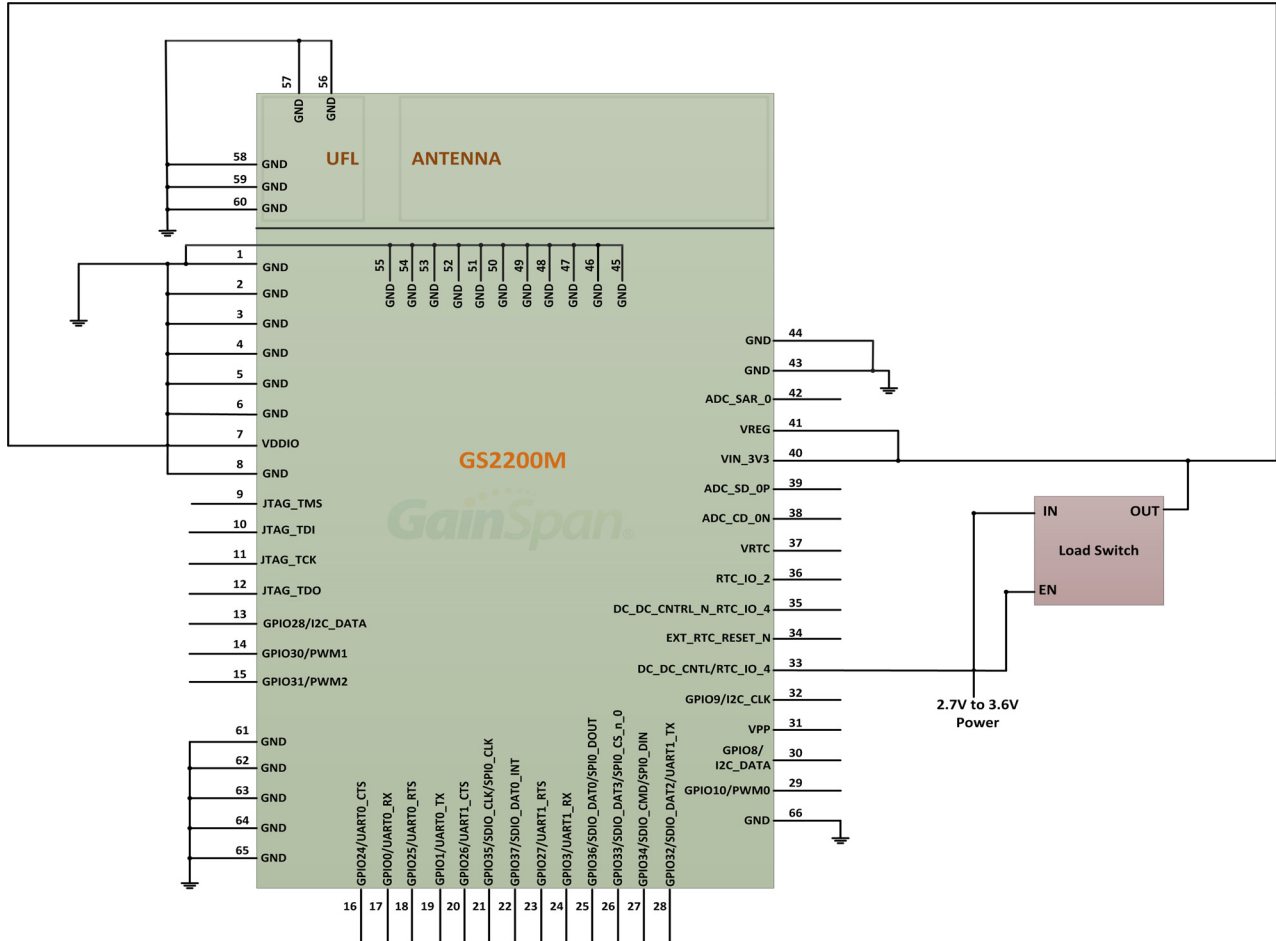 57
GND
56
GND
UFL
ANTENNA
58 GND
59 GND
60 GND
1 GND
2 GND
3 GND
4 GND
5 GND
6 GND
7 VDDIO
8 GND
9 JTAG_TMS
10 JTAG_TDI
11 JTAG_TCK
12 JTAG_TDO
13 GPIO28/I2C_DATA
14 GPIO30/PWM1
15 GPIO31/PWM2
61 GND
62 GND
63 GND
64 GND
65 GND
55 GND
54 GND
53 GND
52 GND
51 GND
50 GND
49 GND
48 GND
47 GND
46 GND
45 GND
GS2200M
GainSpan®
GND 44
GND 43
ADC_SAR_0 42
VREG 41
VIN_3V3 40
ADC_SD_0P 39
ADC_CD_0N 38
VRTC 37
RTC_IO_2 36
DC_DC_CNTRL_N_RTC_IO_4 35
EXT_RTC_RESET_N 34
DC_DC_CNTL/RTC_IO_4 33
GPIO9/I2C_CLK 32
VPP 31
GPIO8/
I2C_DATA 30
GPIO10/PWM0 29
GND 66
IN
OUT
Load Switch
EN
2.7V to 3.6V
Power
GPIO24/UART0_CTS 16
GPIO0/UART0_RX 17
GPIO25/UART0_RTS 18
GPIO1/UART0_TX 19
GPIO26/UART1_CTS 20
GPIO35/SDIO_CLK/SPI0_CLK 21
GPIO37/SDIO_DAT0_INT 22
GPIO27/UART1_RTS 23
GPIO3/UART1_RX 24
GPIO36/SDIO_DAT0/SPI0_DOUT 25
GPIO33/SDIO_DAT3/SPI0_CS_n_0 26
GPIO34/SDIO_CMD/SPI0_DIN 27
GPIO32/SDIO_DAT2/UART1_TX 28